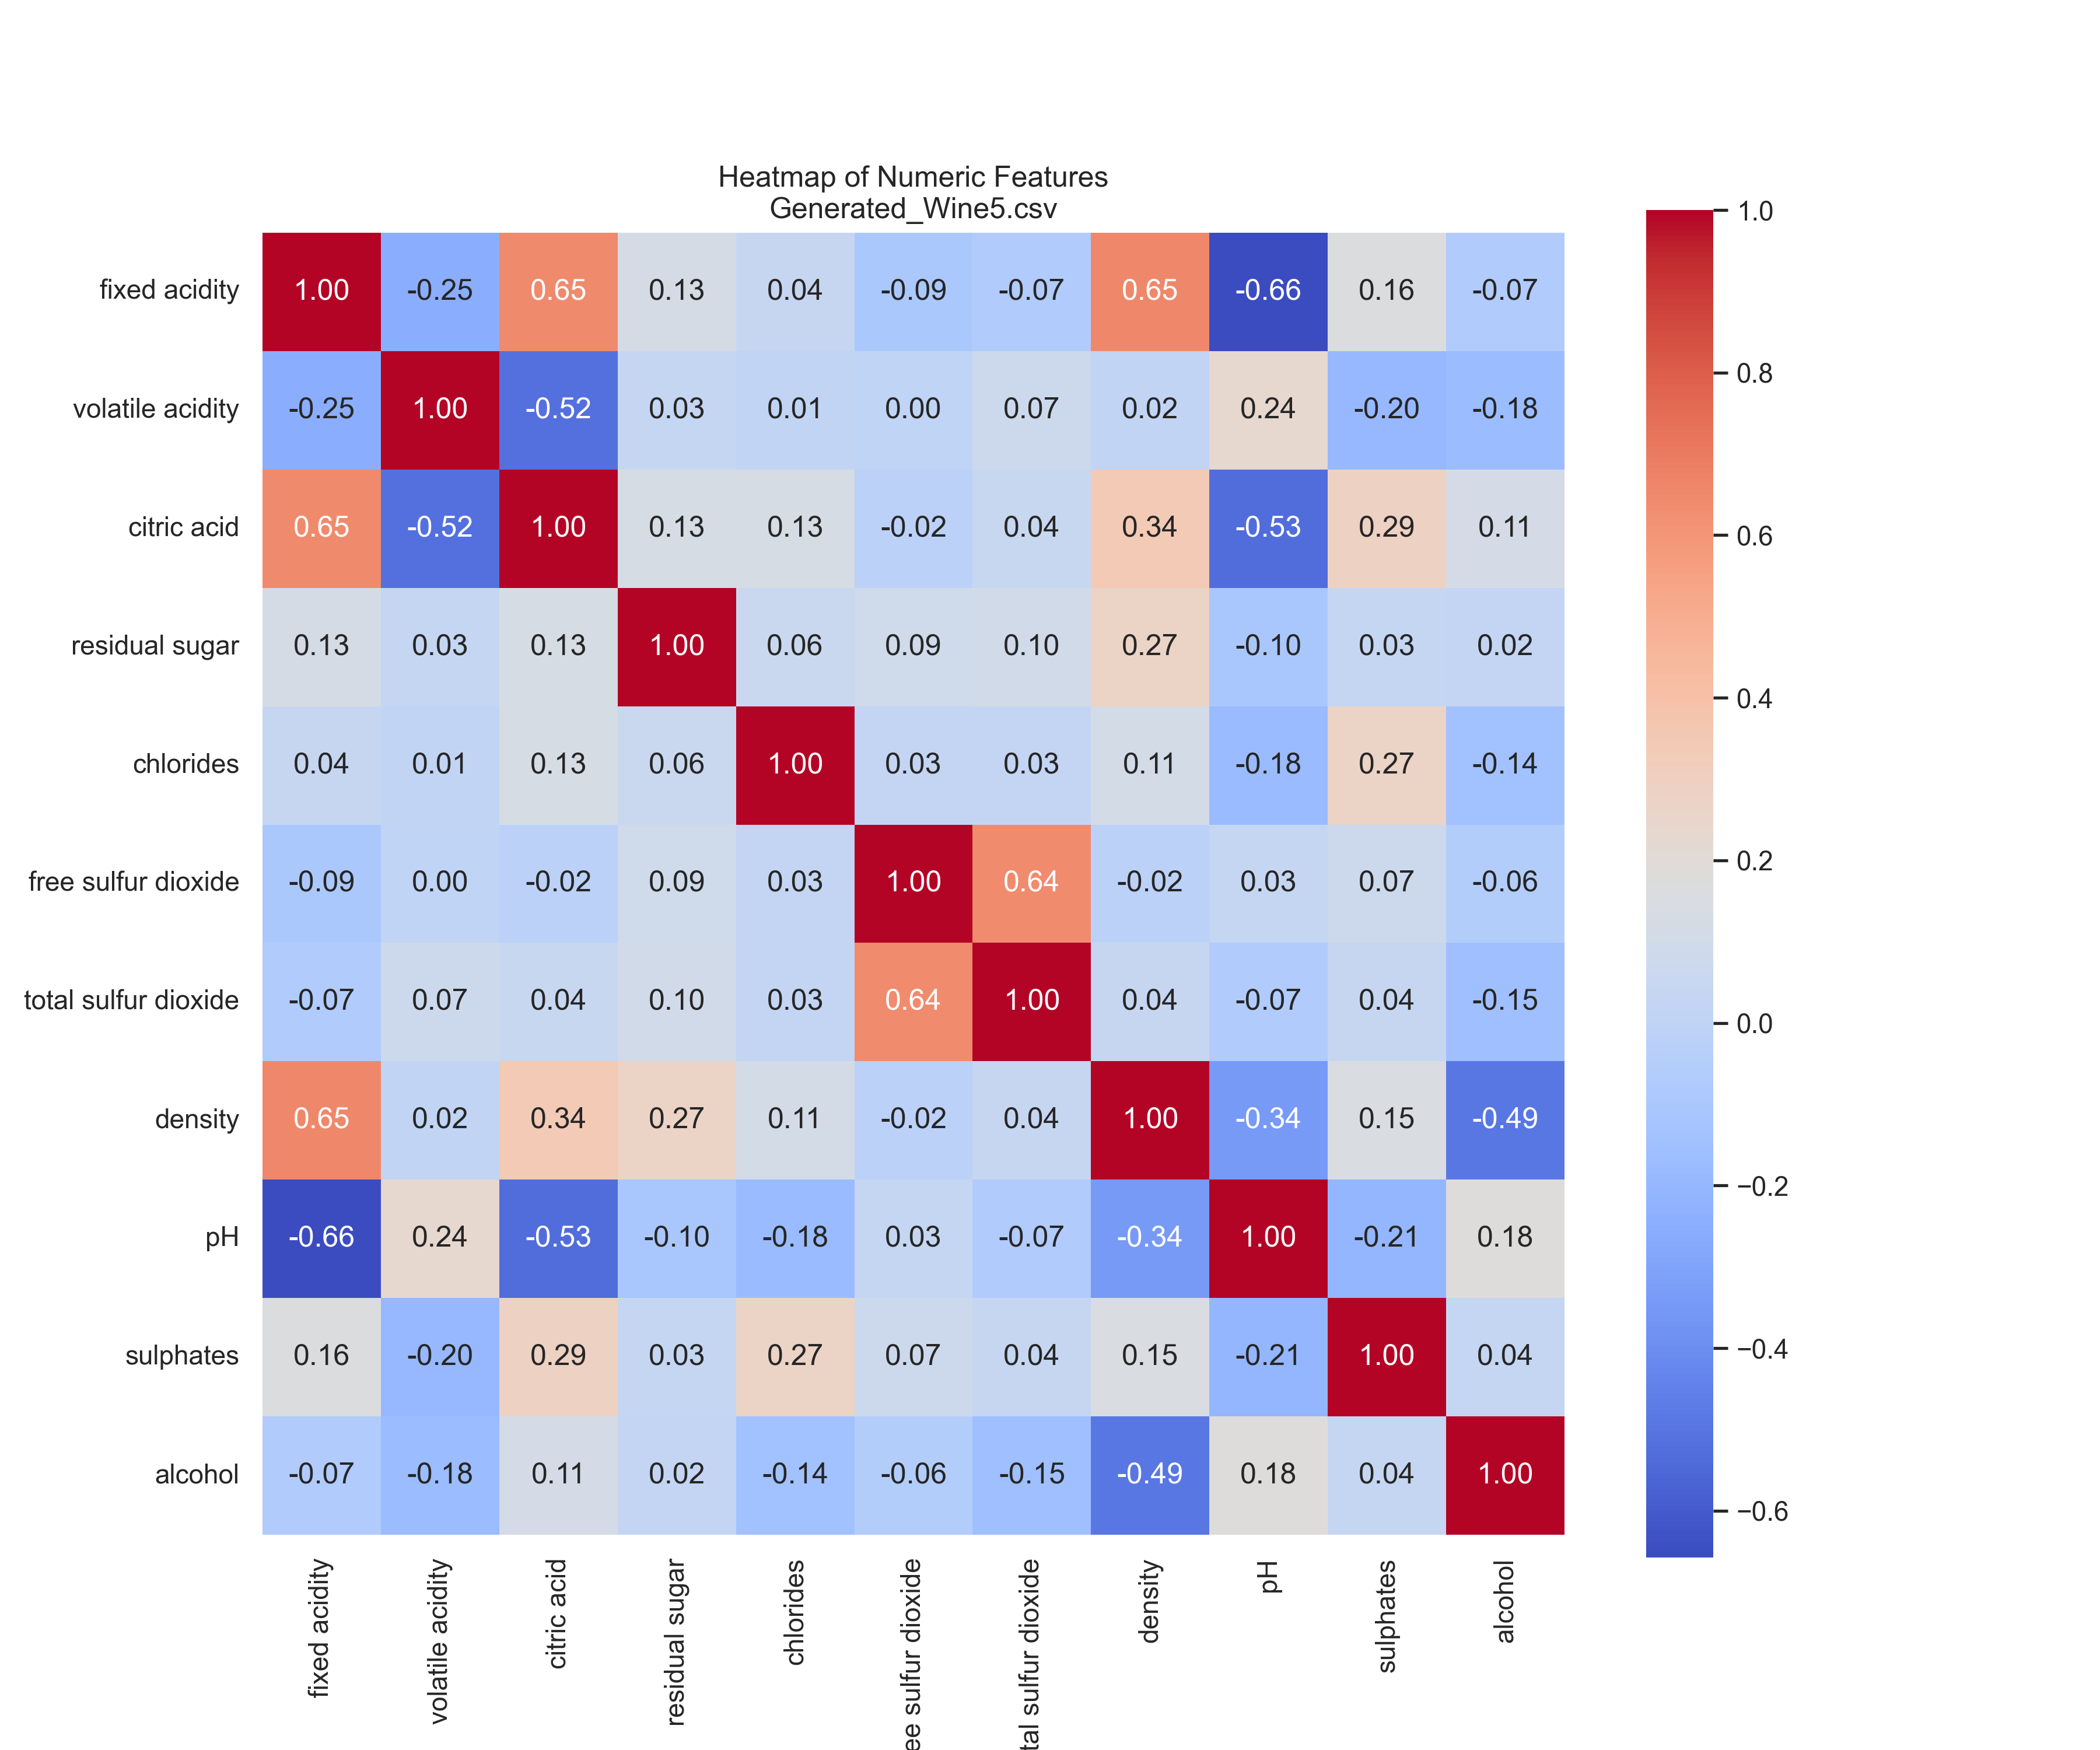 Heatmap of Numeric Features
Generated_Wine5.csv
fixed acidity 1.00 -0.25 0.65 0.13 0.04 -0.09 -0.07 0.65 -0.66 0.16 -0.07
volatile acidity -0.25 1.00 -0.52 0.03 0.01 0.00 0.07 0.02 0.24 -0.20 -0.18
citric acid 0.65 -0.52 1.00 0.13 0.13 -0.02 0.04 0.34 -0.53 0.29 0.11
residual sugar 0.13 0.03 0.13 1.00 0.06 0.09 0.10 0.27 -0.10 0.03 0.02
chlorides 0.04 0.01 0.13 0.06 1.00 0.03 0.03 0.11 -0.18 0.27 -0.14
free sulfur dioxide -0.09 0.00 -0.02 0.09 0.03 1.00 0.64 -0.02 0.03 0.07 -0.06
total sulfur dioxide -0.07 0.07 0.04 0.10 0.03 0.64 1.00 0.04 -0.07 0.04 -0.15
density 0.65 0.02 0.34 0.27 0.11 -0.02 0.04 1.00 -0.34 0.15 -0.49
pH -0.66 0.24 -0.53 -0.10 -0.18 0.03 -0.07 -0.34 1.00 -0.21 0.18
sulphates 0.16 -0.20 0.29 0.03 0.27 0.07 0.04 0.15 -0.21 1.00 0.04
alcohol -0.07 -0.18 0.11 0.02 -0.14 -0.06 -0.15 -0.49 0.18 0.04 1.00
fixed acidity
volatile acidity
citric acid
residual sugar
chlorides
ee sulfur dioxide
tal sulfur dioxide
density
pH
sulphates
alcohol
1.0
0.8
0.6
0.4
0.2
0.0
−0.2
−0.4
−0.6